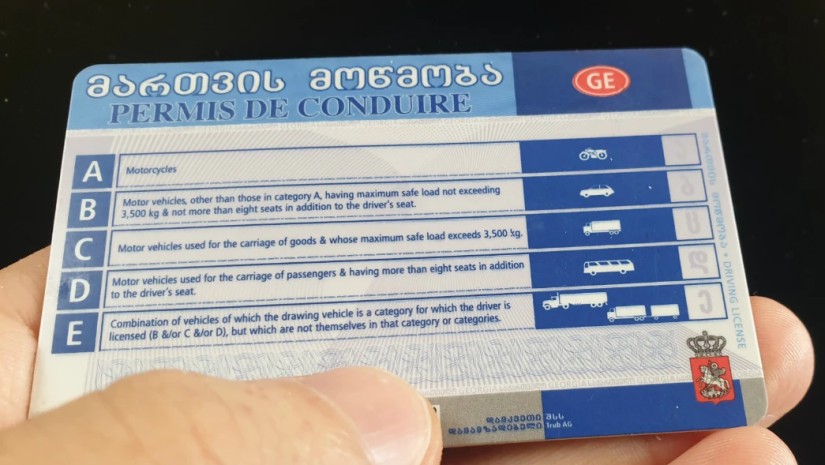 მართვის მოწმობა
GE
PERMIS DE CONDUIRE
A
Motorcycles
B
Motor vehicles, other than those in category A, having maximum safe load not exceeding
3,500 kg & not more than eight seats in addition to the driver's seat.
C
Motor vehicles used for the carriage of goods & whose maximum safe load exceeds 3,500 kg.
D
Motor vehicles used for the carriage of passengers & having more than eight seats in addition
to the driver's seat.
E
Combination of vehicles of which the drawing vehicle is a category for which the driver is
licensed (B &/or C &/or D), but which are not themselves in that category or categories.
მართვის მოწმობა • DRIVING LICENSE
დამკვეთი შსს
დამამზადებელი Trub AG